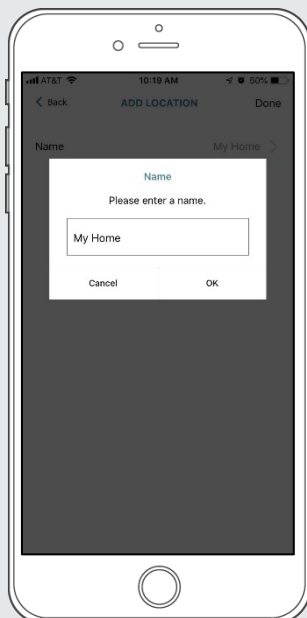 AT&T 10:19 AM 50%
Back ADD LOCATION Done
Name My Home
Name
Please enter a name.
My Home
Cancel OK